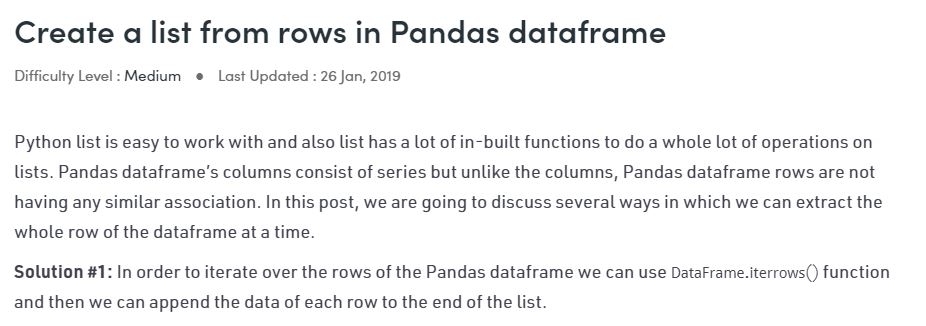 Create a list from rows in Pandas dataframe
Difficulty Level : Medium ● Last Updated : 26 Jan, 2019
Python list is easy to work with and also list has a lot of in-built functions to do a whole lot of operations on
lists. Pandas dataframe's columns consist of series but unlike the columns, Pandas dataframe rows are not
having any similar association. In this post, we are going to discuss several ways in which we can extract the
whole row of the dataframe at a time.
Solution #1: In order to iterate over the rows of the Pandas dataframe we can use DataFrame.iterrows() function
and then we can append the data of each row to the end of the list.